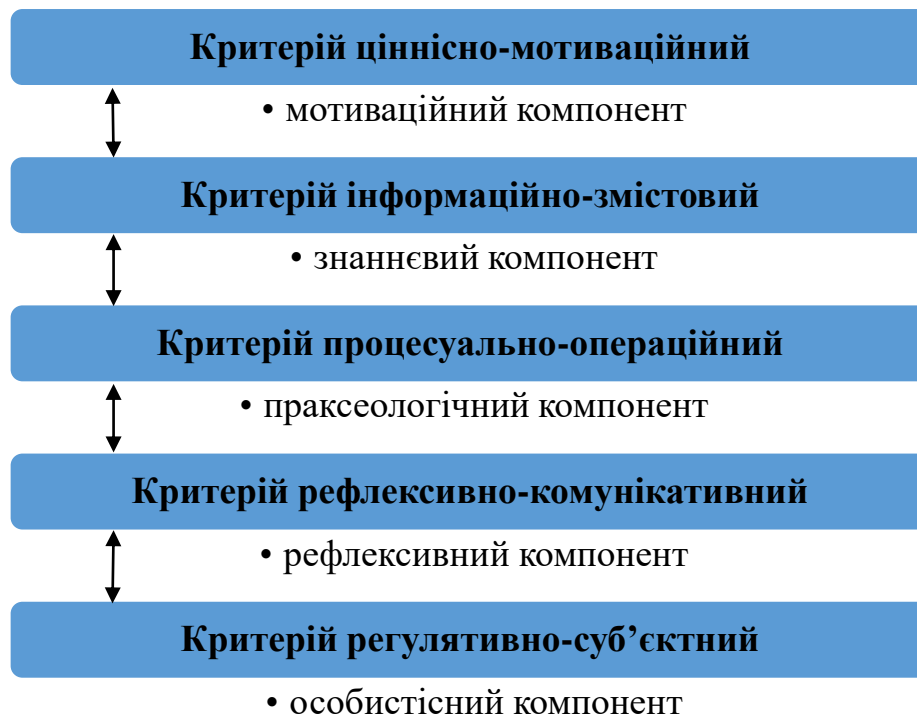 Критерій ціннісно-мотиваційний
• мотиваційний компонент
Критерій інформаційно-змістовий
• знаннєвий компонент
Критерій процесуально-операційний
• праксеологічний компонент
Критерій рефлексивно-комунікативний
• рефлексивний компонент
Критерій регулятивно-суб’єктний
• особистісний компонент